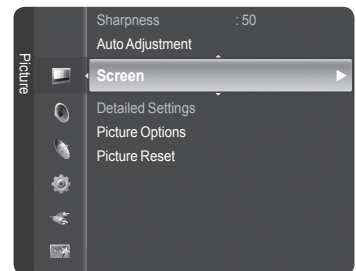 Picture
Sharpness : 50
Auto Adjustment
Screen
Detailed Settings
Picture Options
Picture Reset